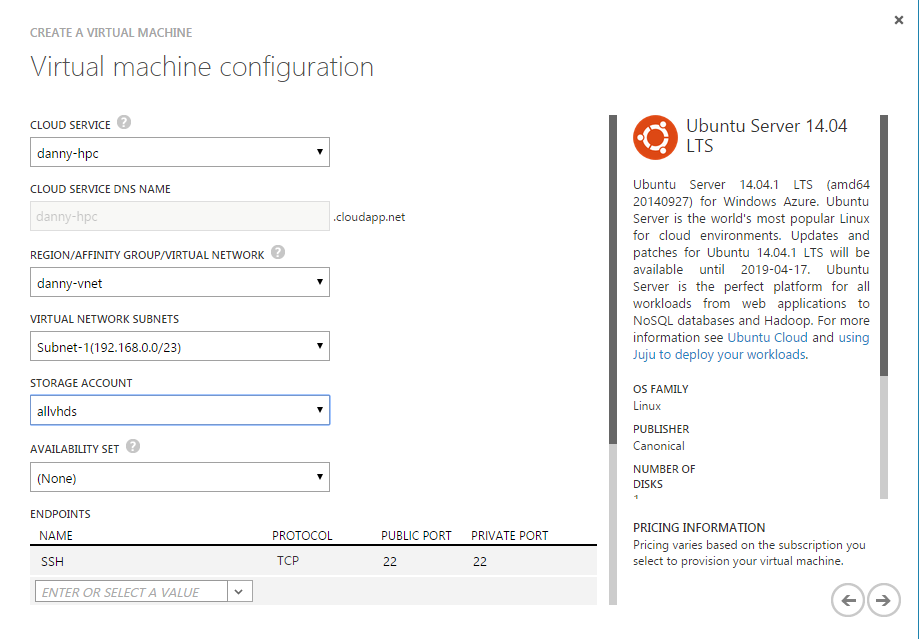 CREATE A VIRTUAL MACHINE
Virtual machine configuration
CLOUD SERVICE ?
danny-hpc
CLOUD SERVICE DNS NAME
danny-hpc .cloudapp.net
REGION/AFFINITY GROUP/VIRTUAL NETWORK ?
danny-vnet
VIRTUAL NETWORK SUBNETS
Subnet-1(192.168.0.0/23)
STORAGE ACCOUNT
allvhds
AVAILABILITY SET ?
(None)
ENDPOINTS
NAME PROTOCOL PUBLIC PORT PRIVATE PORT
SSH TCP 22 22
ENTER OR SELECT A VALUE
Ubuntu Server 14.04
LTS
Ubuntu Server 14.04.1 LTS (amd64
20140927) for Windows Azure. Ubuntu
Server is the world's most popular Linux
for cloud environments. Updates and
patches for Ubuntu 14.04.1 LTS will be
available until 2019-04-17. Ubuntu
Server is the perfect platform for all
workloads from web applications to
NoSQL databases and Hadoop. For more
information see Ubuntu Cloud and using
Juju to deploy your workloads.
OS FAMILY
Linux
PUBLISHER
Canonical
NUMBER OF
DISKS
PRICING INFORMATION
Pricing varies based on the subscription you
select to provision your virtual machine.